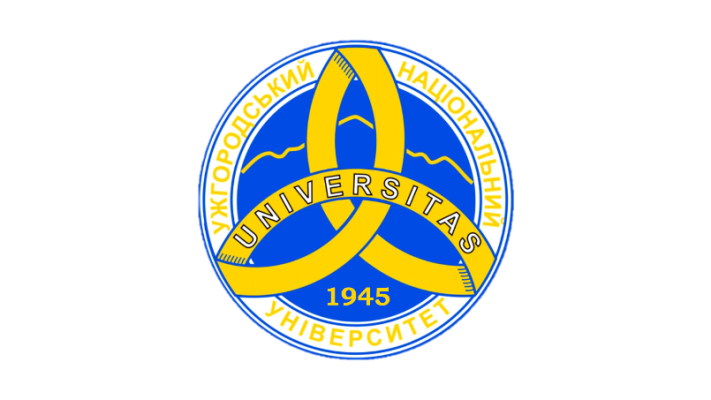 УЖГОРОДСЬКИЙ
НАЦІОНАЛЬНИЙ
УНІВЕРСИТЕТ
UNIVERSITAS
1945